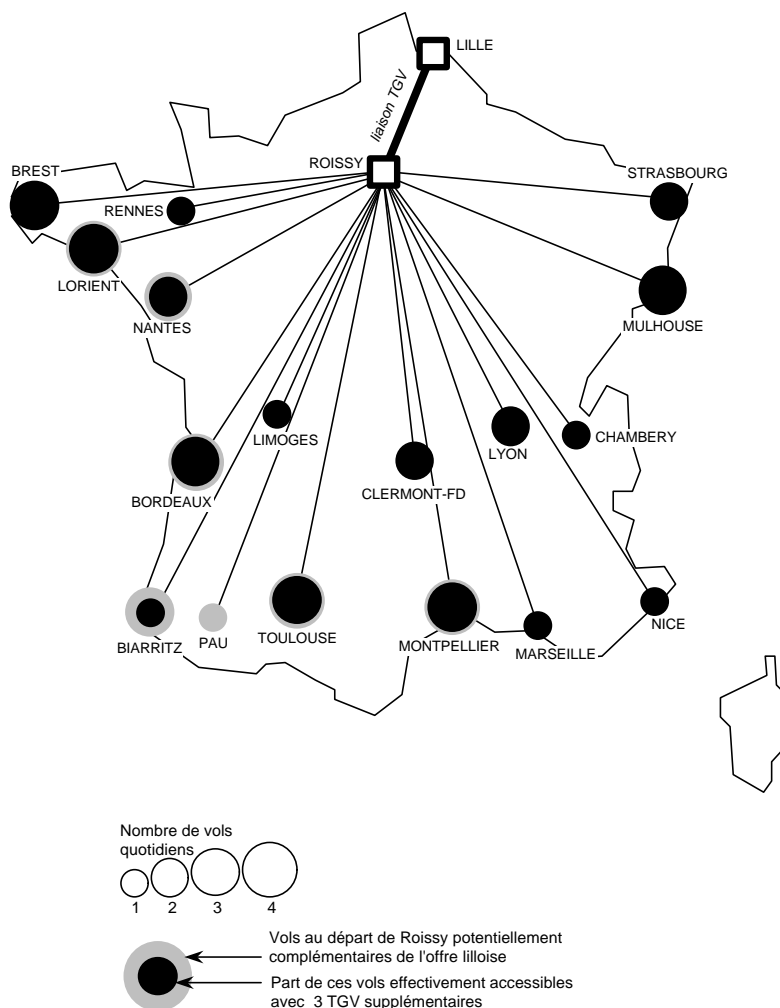 LILLE
liaison TGV
ROISSY
BREST
STRASBOURG
RENNES
LORIENT
NANTES
MULHOUSE
LIMOGES
LYON
CHAMBERY
BORDEAUX
CLERMONT-FD
BIARRITZ
PAU
TOULOUSE
MONTPELLIER
MARSEILLE
NICE
Nombre de vols
quotidiens
1 2 3 4
Vols au départ de Roissy potentiellement
complémentaires de l'offre lilloise
Part de ces vols effectivement accessibles
avec 3 TGV supplémentaires